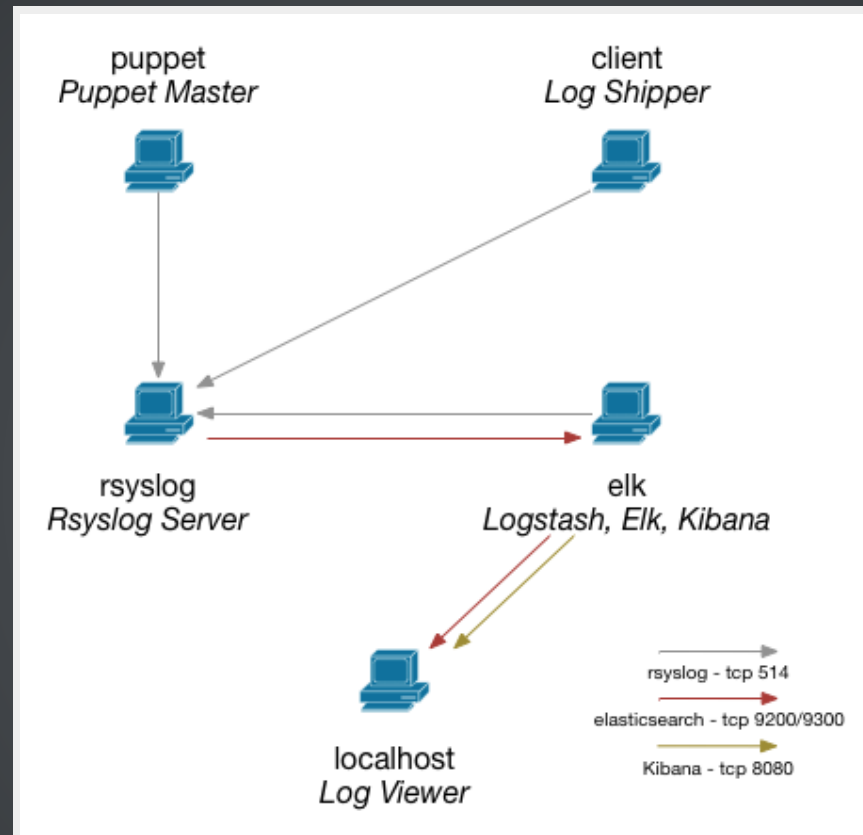 puppet
Puppet Master
client
Log Shipper
rsyslog
Rsyslog Server
elk
Logstash, Elk, Kibana
localhost
Log Viewer
rsyslog - tcp 514
elasticsearch - tcp 9200/9300
Kibana - tcp 8080